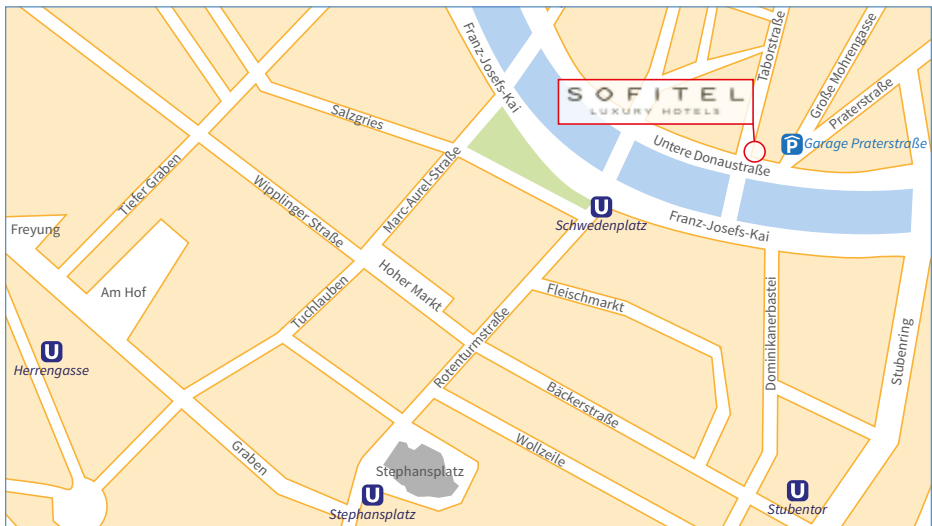 Franz-Josefs-Kai
Taborstraße
Große Mohrengasse
Praterstraße
SOFITEL
LUXURY HOTELS
Salzgries
P
Garage Praterstraße
Untere Donaustraße
Tiefer Graben
Wipplinger Straße
Marc-Aurel-Straße
U
Schwedenplatz
Franz-Josefs-Kai
Freyung
Am Hof
Hoher Markt
Tuchlauben
Fleischmarkt
Dominikanerbastei
Stubenring
U
Herrengasse
Rotenturmstraße
Bäckerstraße
Wollzeile
Graben
Stephansplatz
U
Stephansplatz
U
Stubentor